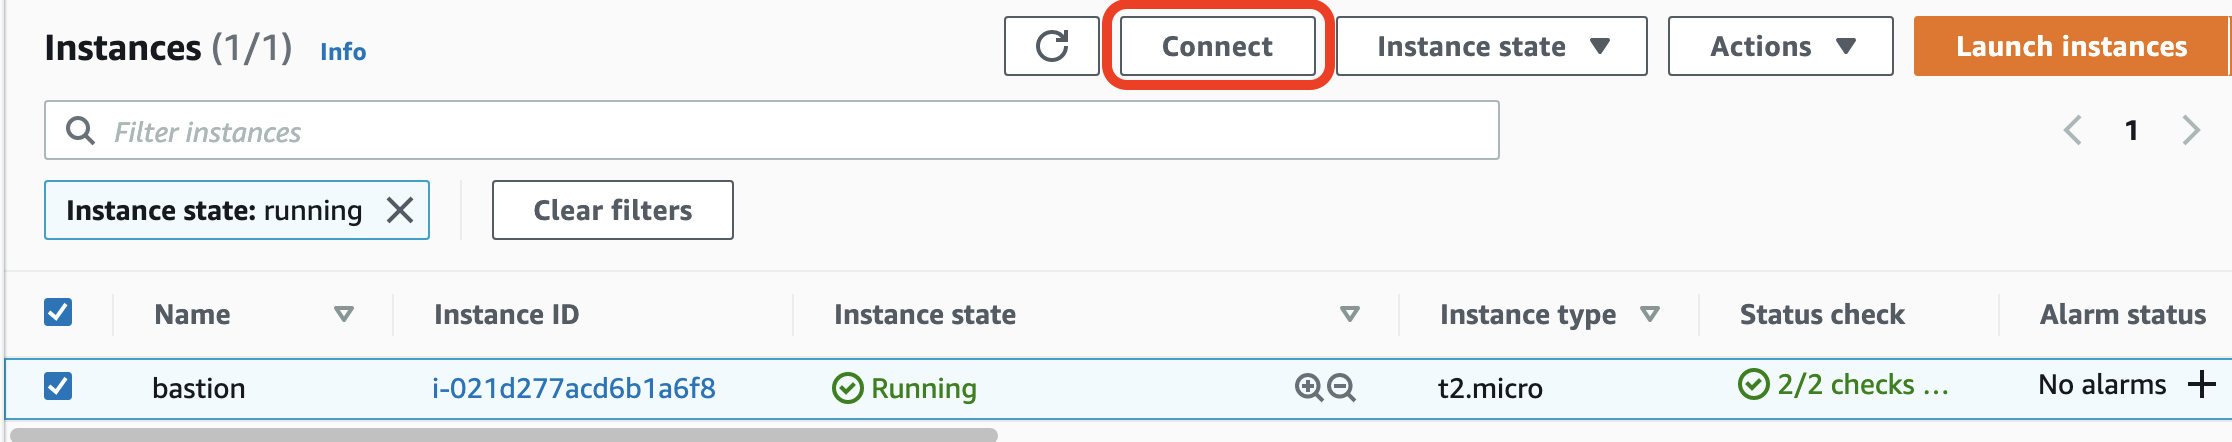 Instances (1/1) Info Connect Instance state Actions Launch instances
Filter instances 1
Instance state: running Clear filters
Name Instance ID Instance state Instance type Status check Alarm status
bastion i-021d277acd6b1a6f8 Running t2.micro 2/2 checks ... No alarms